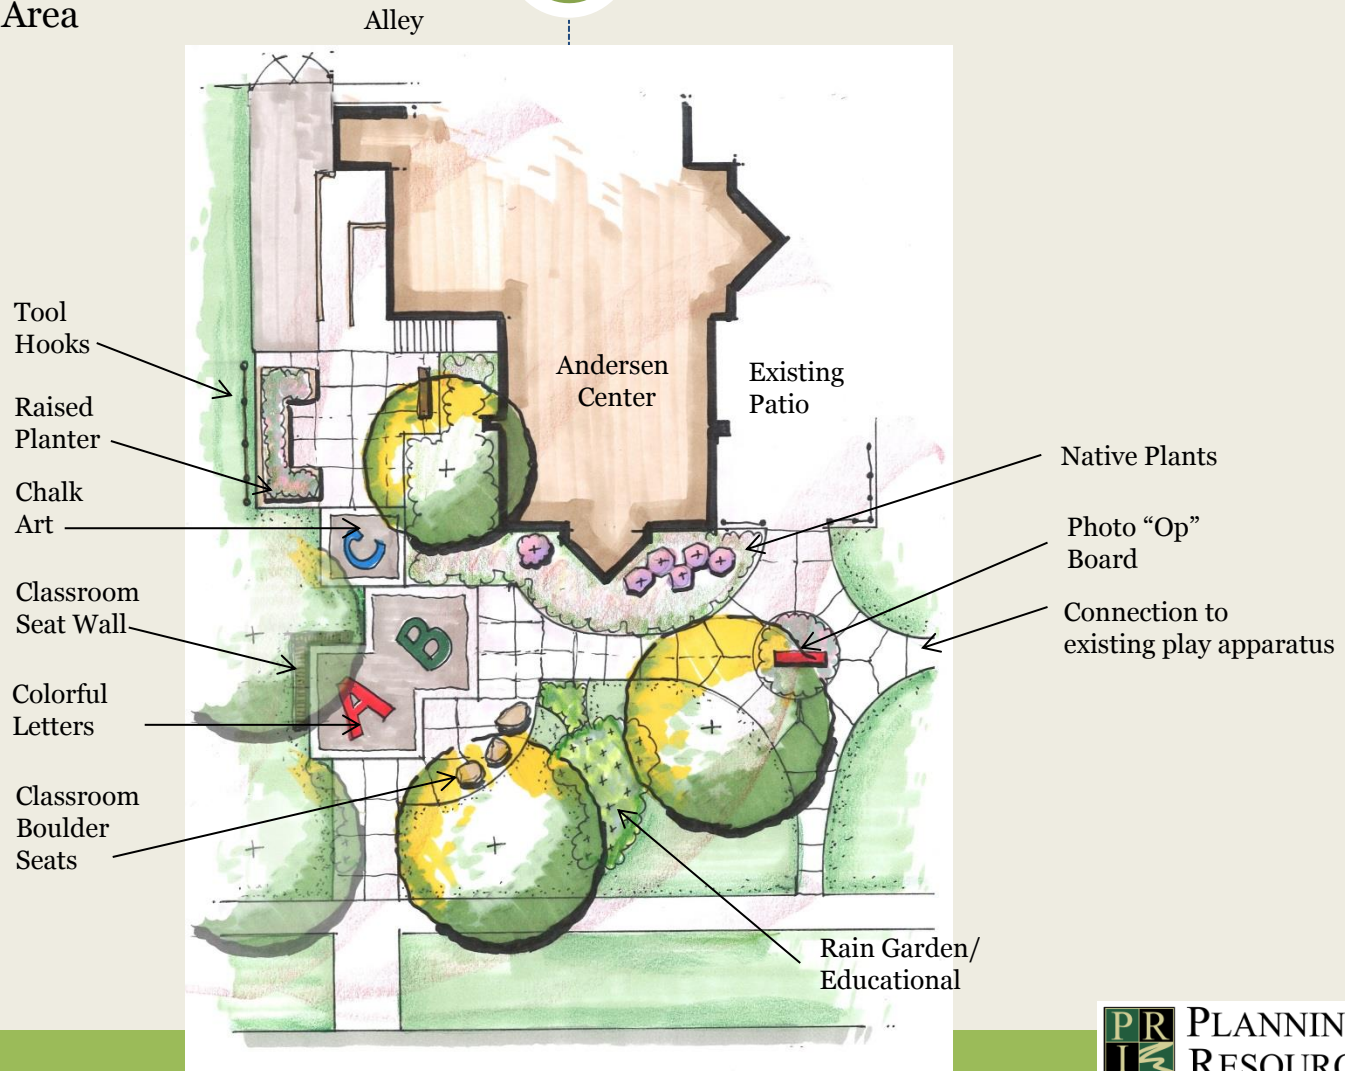 Area
Alley
Tool
Hooks
Raised
Planter
Chalk
Art
Classroom
Seat Wall
Colorful
Letters
Classroom
Boulder
Seats
Andersen
Center
Existing
Patio
C
B
A
Native Plants
Photo “Op”
Board
Connection to
existing play apparatus
Rain Garden/
Educational
PRI
PLANNIN
RESOURC